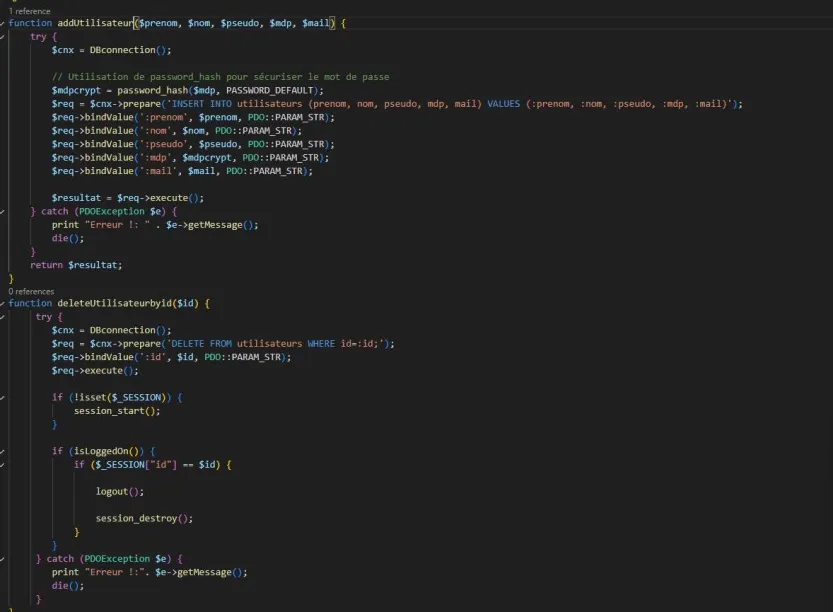 1 reference
function addUtilisateur($prenom, $nom, $pseudo, $mdp, $mail) {
try {
$cnx = DBconnection();
// Utilisation de password_hash pour sécuriser le mot de passe
$mdpcrypt = password_hash($mdp, PASSWORD_DEFAULT);
$req = $cnx->prepare('INSERT INTO utilisateurs (prenom, nom, pseudo, mdp, mail) VALUES (:prenom, :nom, :pseudo, :mdp, :mail)');
$req->bindValue(':prenom', $prenom, PDO::PARAM_STR);
$req->bindValue(':nom', $nom, PDO::PARAM_STR);
$req->bindValue(':pseudo', $pseudo, PDO::PARAM_STR);
$req->bindValue(':mdp', $mdpcrypt, PDO::PARAM_STR);
$req->bindValue(':mail', $mail, PDO::PARAM_STR);
$resultat = $req->execute();
} catch (PDOException $e) {
print "Erreur !: " . $e->getMessage();
die();
}
return $resultat;
}
0 references
function deleteUtilisateurbyid($id) {
try {
$cnx = DBconnection();
$req = $cnx->prepare('DELETE FROM utilisateurs WHERE id=:id;');
$req->bindValue(':id', $id, PDO::PARAM_STR);
$req->execute();
if (!isset($_SESSION)) {
session_start();
}
if (isLoggedOn()) {
if ($_SESSION["id"] == $id) {
logout();
session_destroy();
}
}
} catch (PDOException $e) {
print "Erreur !:". $e->getMessage();
die();
}